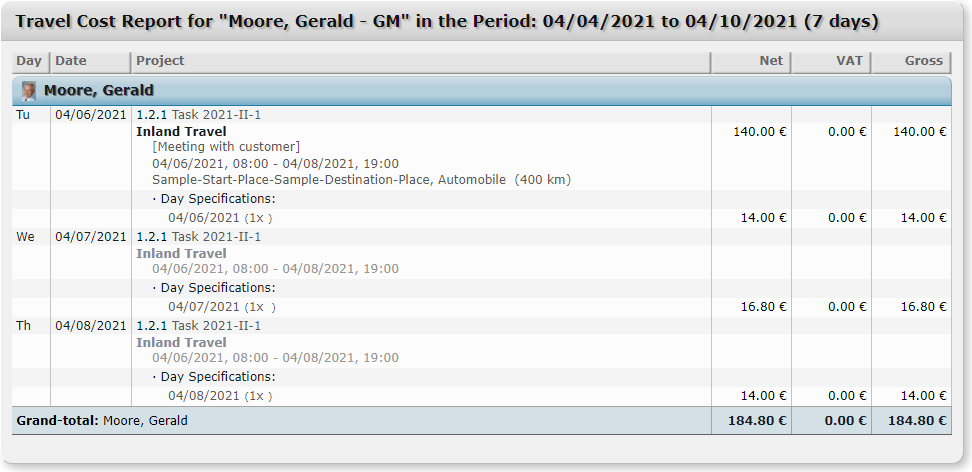 Travel Cost Report for "Moore, Gerald - GM" in the Period: 04/04/2021 to 04/10/2021 (7 days)
Day Date Project Net VAT Gross
Moore, Gerald
Tu 04/06/2021 1.2.1 Task 2021-II-1
Inland Travel 140.00 € 0.00 € 140.00 €
[Meeting with customer]
04/06/2021, 08:00 - 04/08/2021, 19:00
Sample-Start-Place-Sample-Destination-Place, Automobile (400 km)
· Day Specifications:
04/06/2021 (1x ) 14.00 € 0.00 € 14.00 €
We 04/07/2021 1.2.1 Task 2021-II-1
Inland Travel
04/06/2021, 08:00 - 04/08/2021, 19:00
· Day Specifications:
04/07/2021 (1x ) 16.80 € 0.00 € 16.80 €
Th 04/08/2021 1.2.1 Task 2021-II-1
Inland Travel
04/06/2021, 08:00 - 04/08/2021, 19:00
· Day Specifications:
04/08/2021 (1x ) 14.00 € 0.00 € 14.00 €
Grand-total: Moore, Gerald 184.80 € 0.00 € 184.80 €